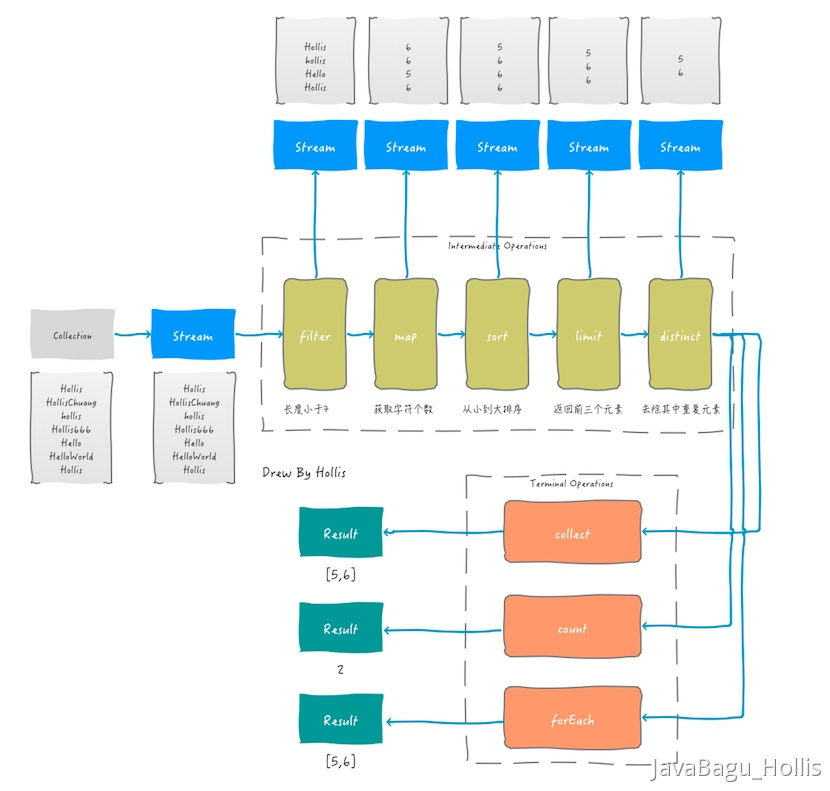 Hollis
hollis
Hello
Hollis
6
6
5
6
5
6
6
6
5
6
6
5
6
Stream
Stream
Stream
Stream
Stream
Intermediate Operations
Collection
Stream
filter
map
sort
limit
distinct
长度小于7
获取字符个数
从小到大排序
返回前三个元素
去除其中重复元素
Hollis
HollisChuang
hollis
Hollis666
Hello
HelloWorld
Hollis
Hollis
HollisChuang
hollis
Hollis666
Hello
HelloWorld
Hollis
Drew By Hollis
Terminal Operations
Result
collect
[5,6]
Result
count
2
Result
forEach
[5,6]
JavaBagu_Hollis